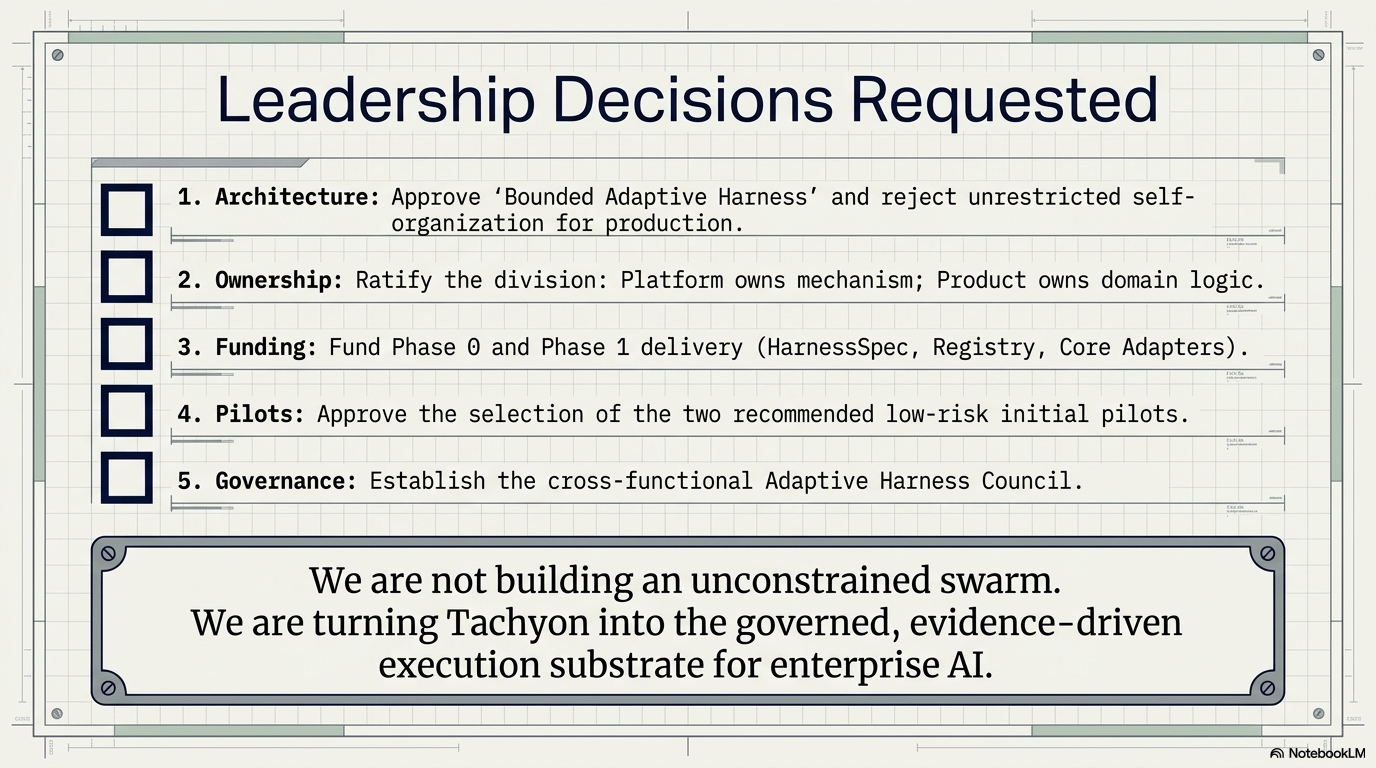 Leadership Decisions Requested
1. Architecture: Approve ‘Bounded Adaptive Harness’ and reject unrestricted self-
organization for production.
2. Ownership: Ratify the division: Platform owns mechanism; Product owns domain logic.
3. Funding: Fund Phase 0 and Phase 1 delivery (HarnessSpec, Registry, Core Adapters).
4. Pilots: Approve the selection of the two recommended low-risk initial pilots.
5. Governance: Establish the cross-functional Adaptive Harness Council.
We are not building an unconstrained swarm.
We are turning Tachyon into the governed, evidence-driven
execution substrate for enterprise AI.
NotebookLM